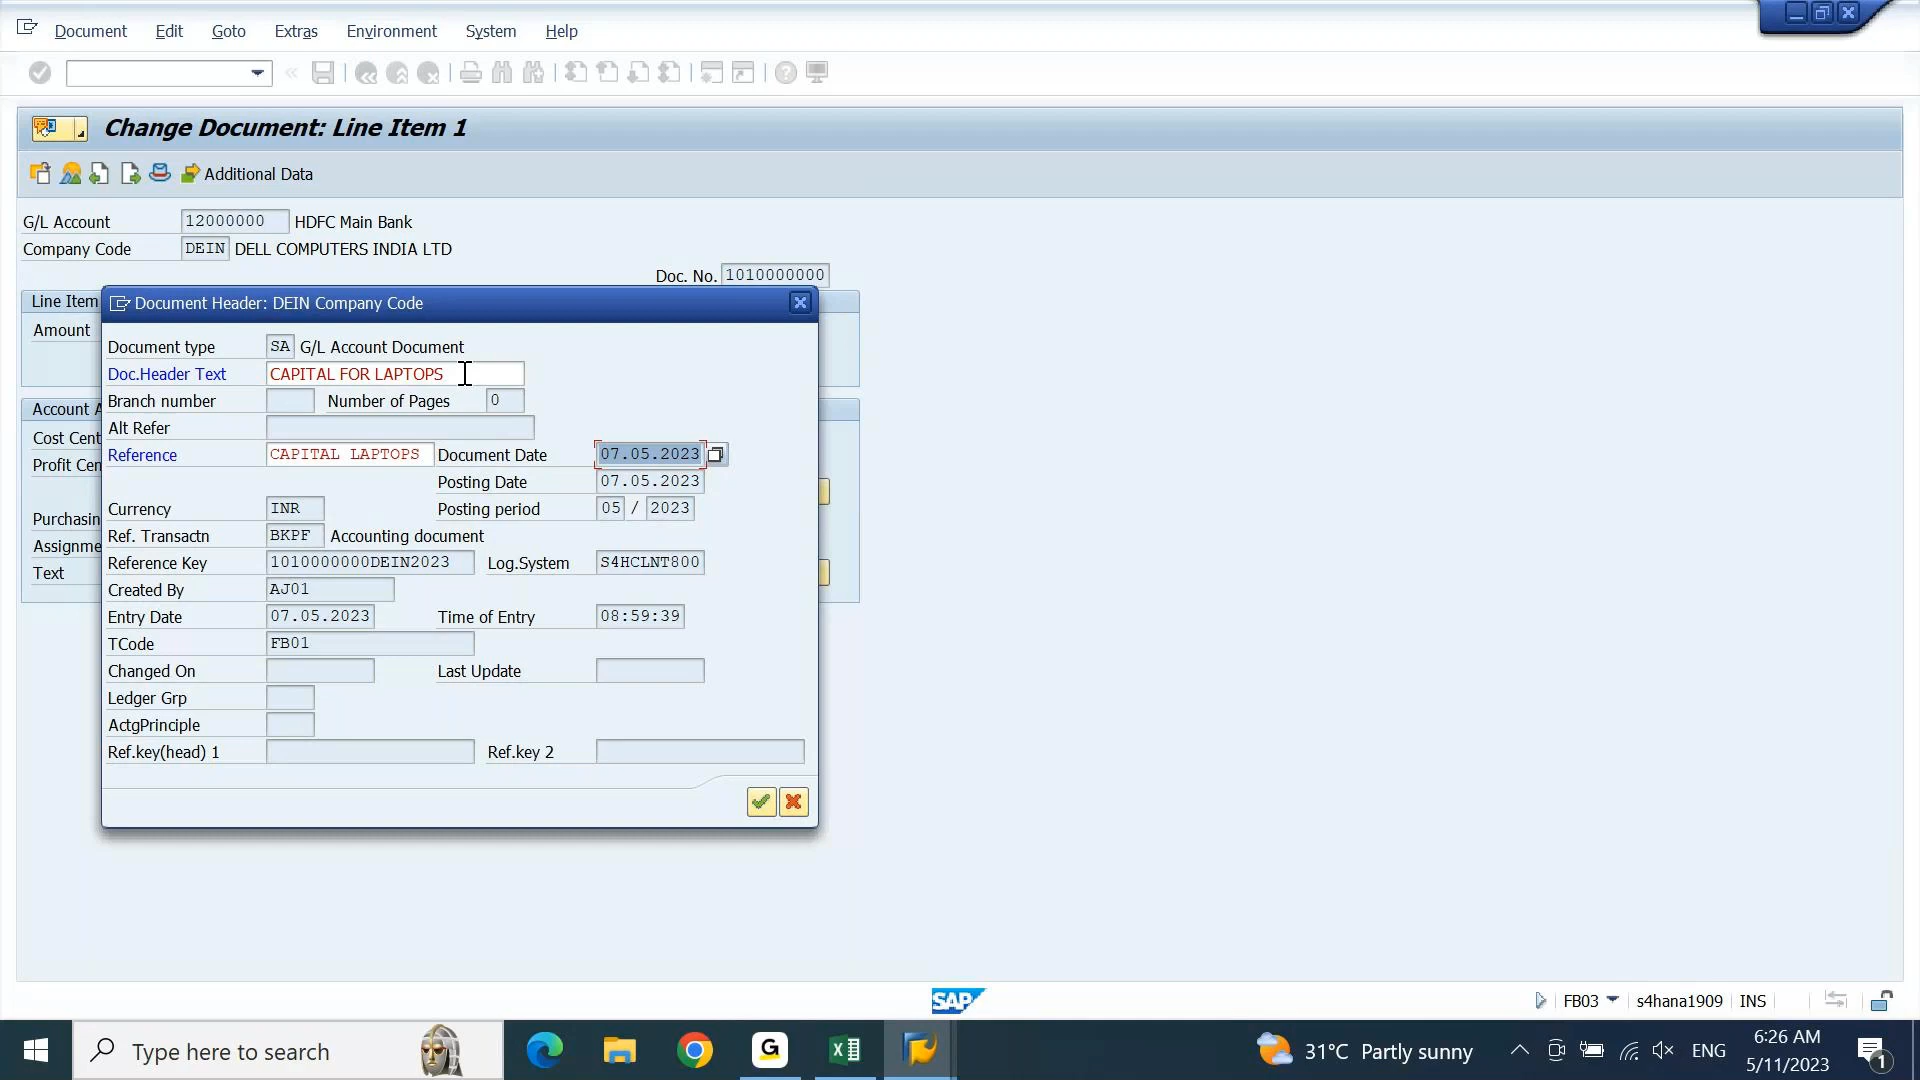 Document Edit Goto Extras Environment System Help
Change Document: Line Item 1
Additional Data
G/L Account 12000000 HDFC Main Bank
Company Code DEIN DELL COMPUTERS INDIA LTD
Doc. No. 1010000000
Line Item
Amount
Account A
Cost Cent
Profit Cen
Purchasin
Assignme
Text
Document Header: DEIN Company Code
Document type SA G/L Account Document
Doc.Header Text CAPITAL FOR LAPTOPS
Branch number Number of Pages 0
Alt Refer
Reference CAPITAL LAPTOPS Document Date 07.05.2023
Posting Date 07.05.2023
Currency INR Posting period 05 / 2023
Ref. Transactn BKPF Accounting document
Reference Key 1010000000DEIN2023 Log.System S4HCLNT800
Created By AJ01
Entry Date 07.05.2023 Time of Entry 08:59:39
TCode FB01
Changed On Last Update
Ledger Grp
ActgPrinciple
Ref.key(head) 1 Ref.key 2
SAP FB03 s4hana1909 INS
Type here to search G 31°C Partly sunny ENG 6:26 AM
5/11/2023 1